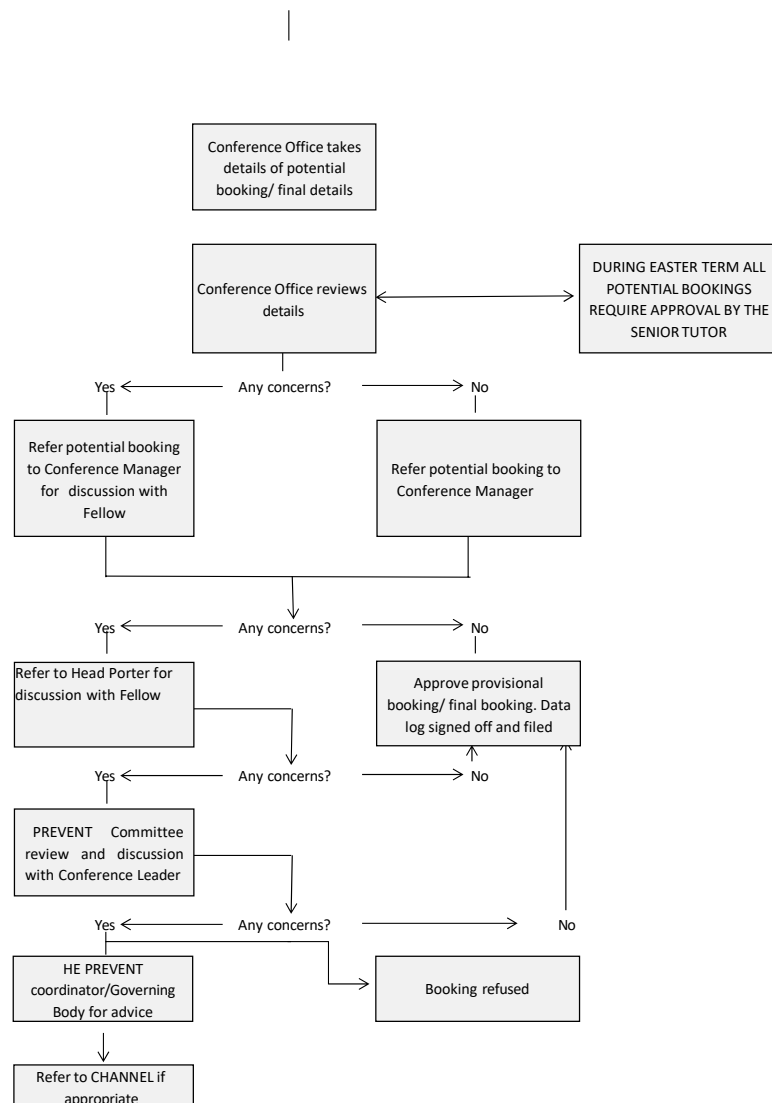 Conference Office takes
details of potential
booking/ final details
Conference Office reviews
details
DURING EASTER TERM ALL
POTENTIAL BOOKINGS
REQUIRE APPROVAL BY THE
SENIOR TUTOR
Yes
Any concerns?
No
Refer potential booking
to Conference Manager
for discussion with
Fellow
Refer potential booking to
Conference Manager
Yes
Any concerns?
No
Refer to Head Porter for
discussion with Fellow
Approve provisional
booking/ final booking. Data
log signed off and filed
Yes
Any concerns?
No
PREVENT Committee
review and discussion
with Conference Leader
Yes
Any concerns?
No
HE PREVENT
coordinator/Governing
Body for advice
Booking refused
Refer to CHANNEL if
appropriate